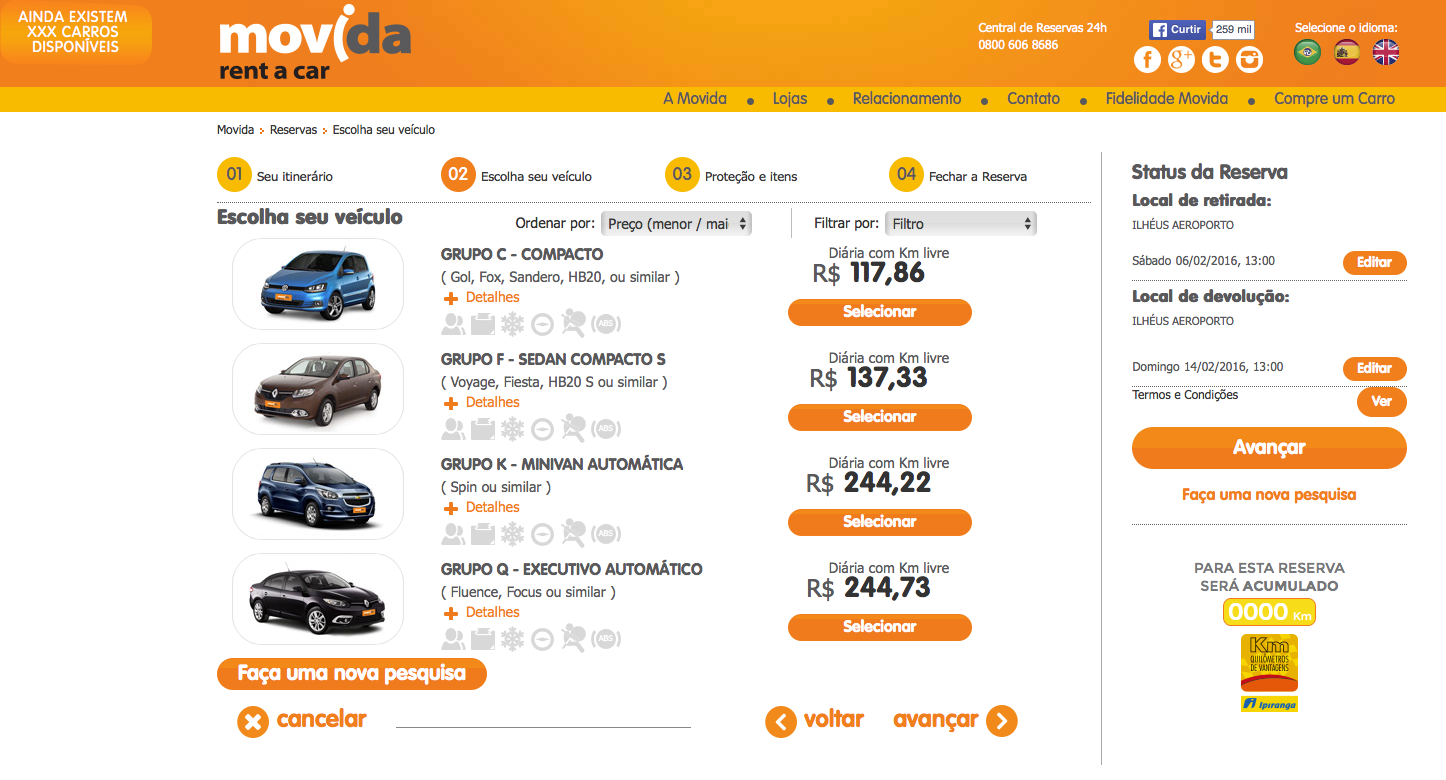 AINDA EXISTEM
XXX CARROS
DISPONÍVEIS
movida
rent a car
Central de Reservas 24h
0800 606 8686
Curtir
259 mil
Selecione o idioma:
A Movida • Lojas • Relacionamento • Contato • Fidelidade Movida • Compre um Carro
Movida > Reservas > Escolha seu veículo
01 Seu itinerário
02 Escolha seu veículo
03 Proteção e itens
04 Fechar a Reserva
Escolha seu veículo
Ordenar por: Preço (menor / mai
Filtrar por: Filtro
GRUPO C - COMPACTO
( Gol, Fox, Sandero, HB20, ou similar )
+ Detalhes
ABS
Diária com Km livre
R$ 117,86
Selecionar
GRUPO F - SEDAN COMPACTO S
( Voyage, Fiesta, HB20 S ou similar )
+ Detalhes
ABS
Diária com Km livre
R$ 137,33
Selecionar
GRUPO K - MINIVAN AUTOMÁTICA
( Spin ou similar )
+ Detalhes
ABS
Diária com Km livre
R$ 244,22
Selecionar
GRUPO Q - EXECUTIVO AUTOMÁTICO
( Fluence, Focus ou similar )
+ Detalhes
ABS
Diária com Km livre
R$ 244,73
Selecionar
Faça uma nova pesquisa
cancelar
voltar
avançar
Status da Reserva
Local de retirada:
ILHÉUS AEROPORTO
Sábado 06/02/2016, 13:00
Editar
Local de devolução:
ILHÉUS AEROPORTO
Domingo 14/02/2016, 13:00
Editar
Termos e Condições
Ver
Avançar
Faça uma nova pesquisa
PARA ESTA RESERVA
SERÁ ACUMULADO
0000 Km
Km
QUILÔMETROS
DE VANTAGENS
Ipiranga